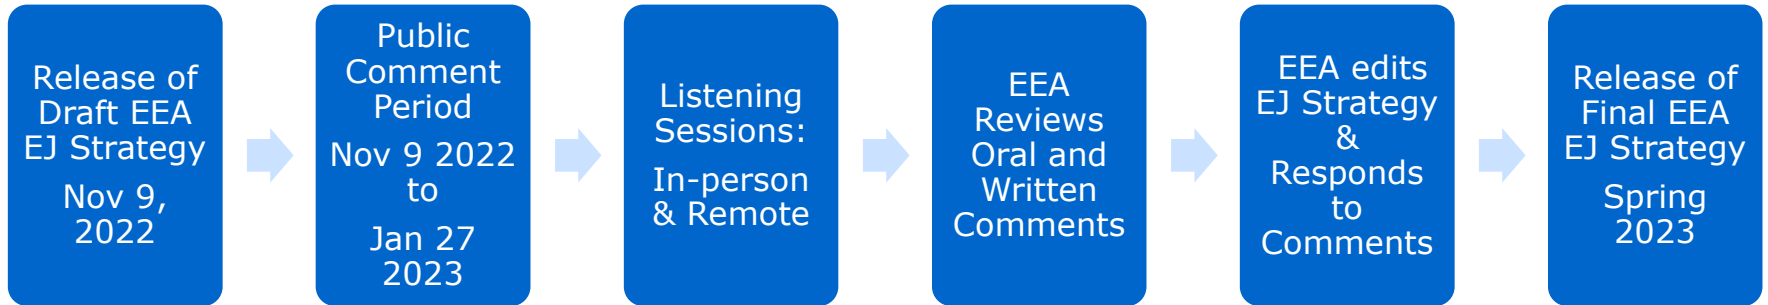 Release of
Draft EEA
EJ Strategy
Nov 9,
2022
Public
Comment
Period
Nov 9 2022
to
Jan 27
2023
Listening
Sessions:
In-person
& Remote
EEA
Reviews
Oral and
Written
Comments
EEA edits
EJ Strategy
&
Responds
to
Comments
Release of
Final EEA
EJ Strategy
Spring
2023